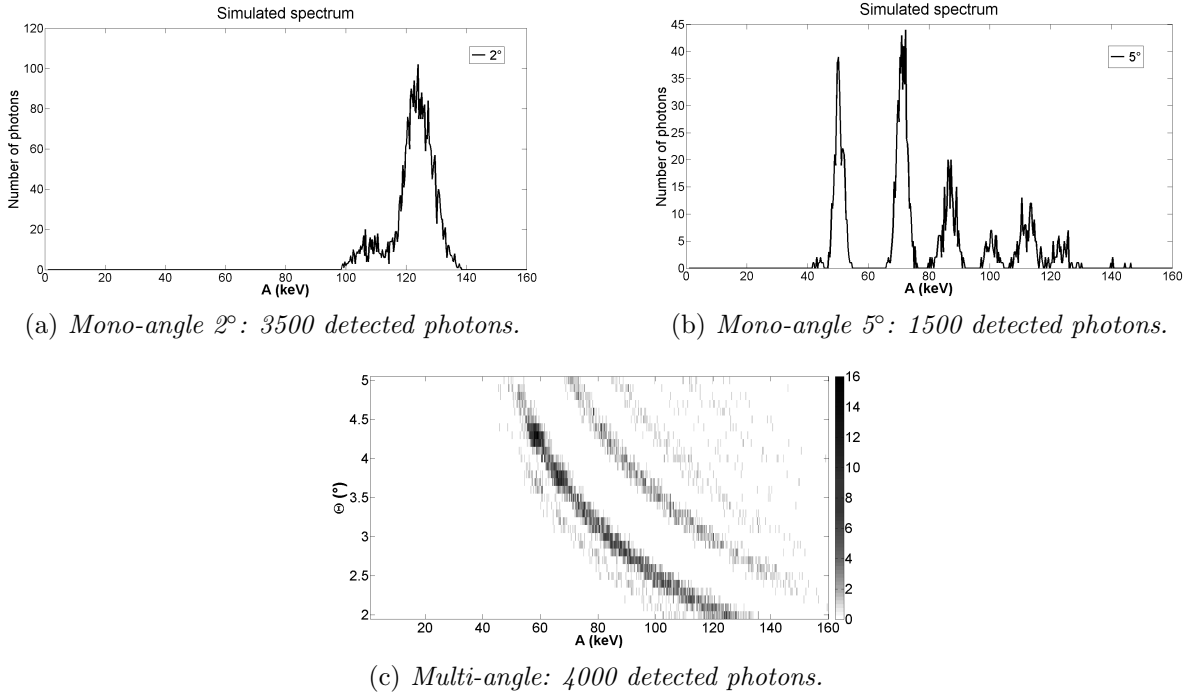 Simulated spectrum
120
100
80
60
40
20
0
Number of photons
2°
0 20 40 60 80 100 120 140 160
A (keV)
(a) Mono-angle 2°: 3500 detected photons.
Simulated spectrum
45
40
35
30
25
20
15
10
5
0
Number of photons
5°
0 20 40 60 80 100 120 140 160
A (keV)
(b) Mono-angle 5°: 1500 detected photons.
5
4.5
4
3.5
3
2.5
2
Θ (°)
20 40 60 80 100 120 140 160
A (keV)
16
14
12
10
8
6
4
2
0
(c) Multi-angle: 4000 detected photons.